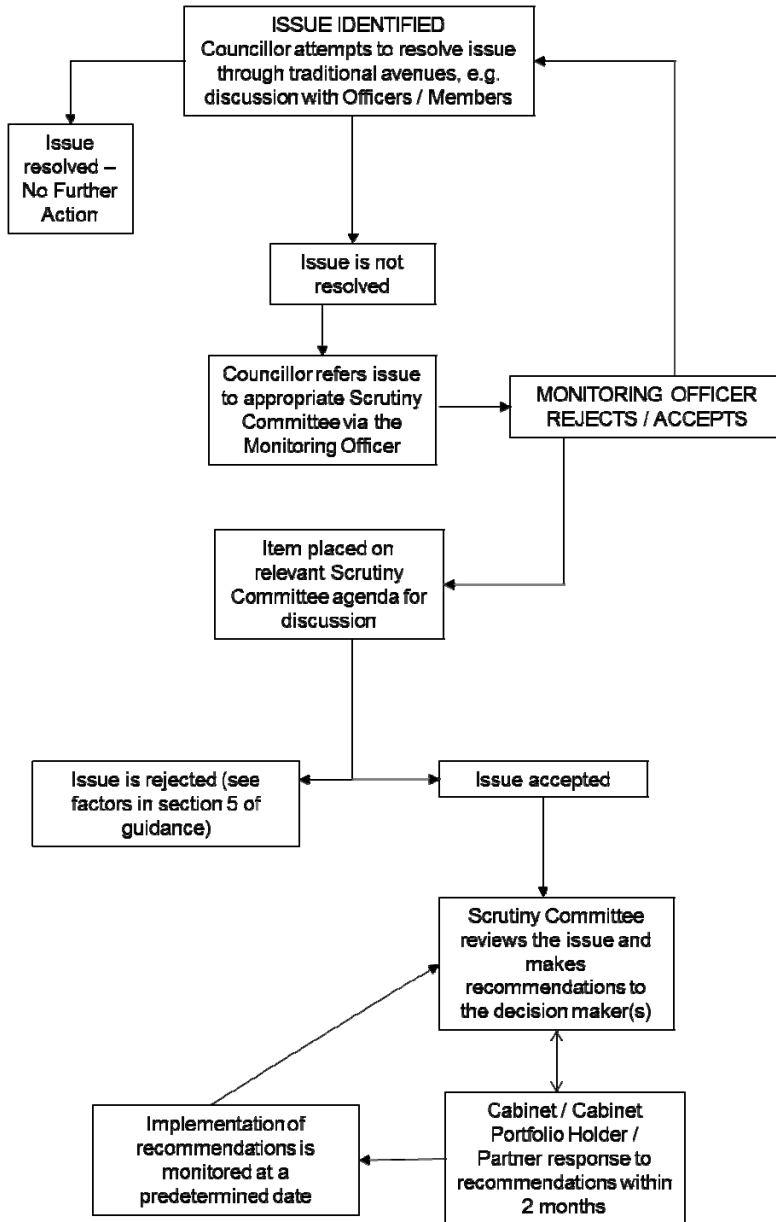 ISSUE IDENTIFIED
Councillor attempts to resolve issue
through traditional avenues, e.g.
discussion with Officers / Members
Issue
resolved –
No Further
Action
Issue is not
resolved
Councillor refers issue
to appropriate Scrutiny
Committee via the
Monitoring Officer
MONITORING OFFICER
REJECTS / ACCEPTS
Item placed on
relevant Scrutiny
Committee agenda for
discussion
Issue is rejected (see
factors in section 5 of
guidance)
Issue accepted
Scrutiny Committee
reviews the issue and
makes
recommendations to
the decision maker(s)
Implementation of
recommendations is
monitored at a
predetermined date
Cabinet / Cabinet
Portfolio Holder /
Partner response to
recommendations within
2 months